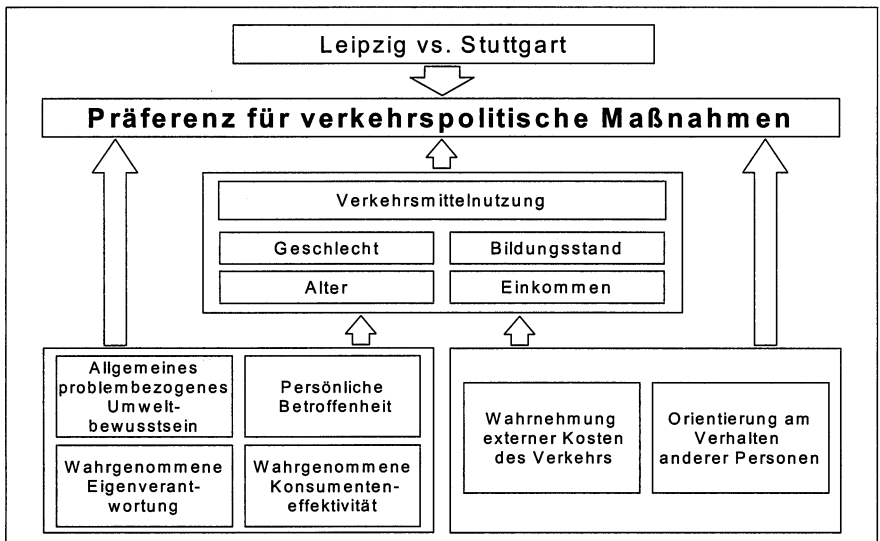 Leipzig vs. Stuttgart
Präferenz für verkehrspolitische Maßnahmen
Verkehrsmittelnutzung
Geschlecht
Bildungsstand
Alter
Einkommen
Allgemeines
problembezogenes
Umwelt-
bewusstsein
Persönliche
Betroffenheit
Wahrgenommene
Eigenverant-
wortung
Wahrgenommene
Konsumenten-
effektivität
Wahrnehmung
externer Kosten
des Verkehrs
Orientierung am
Verhalten
anderer Personen